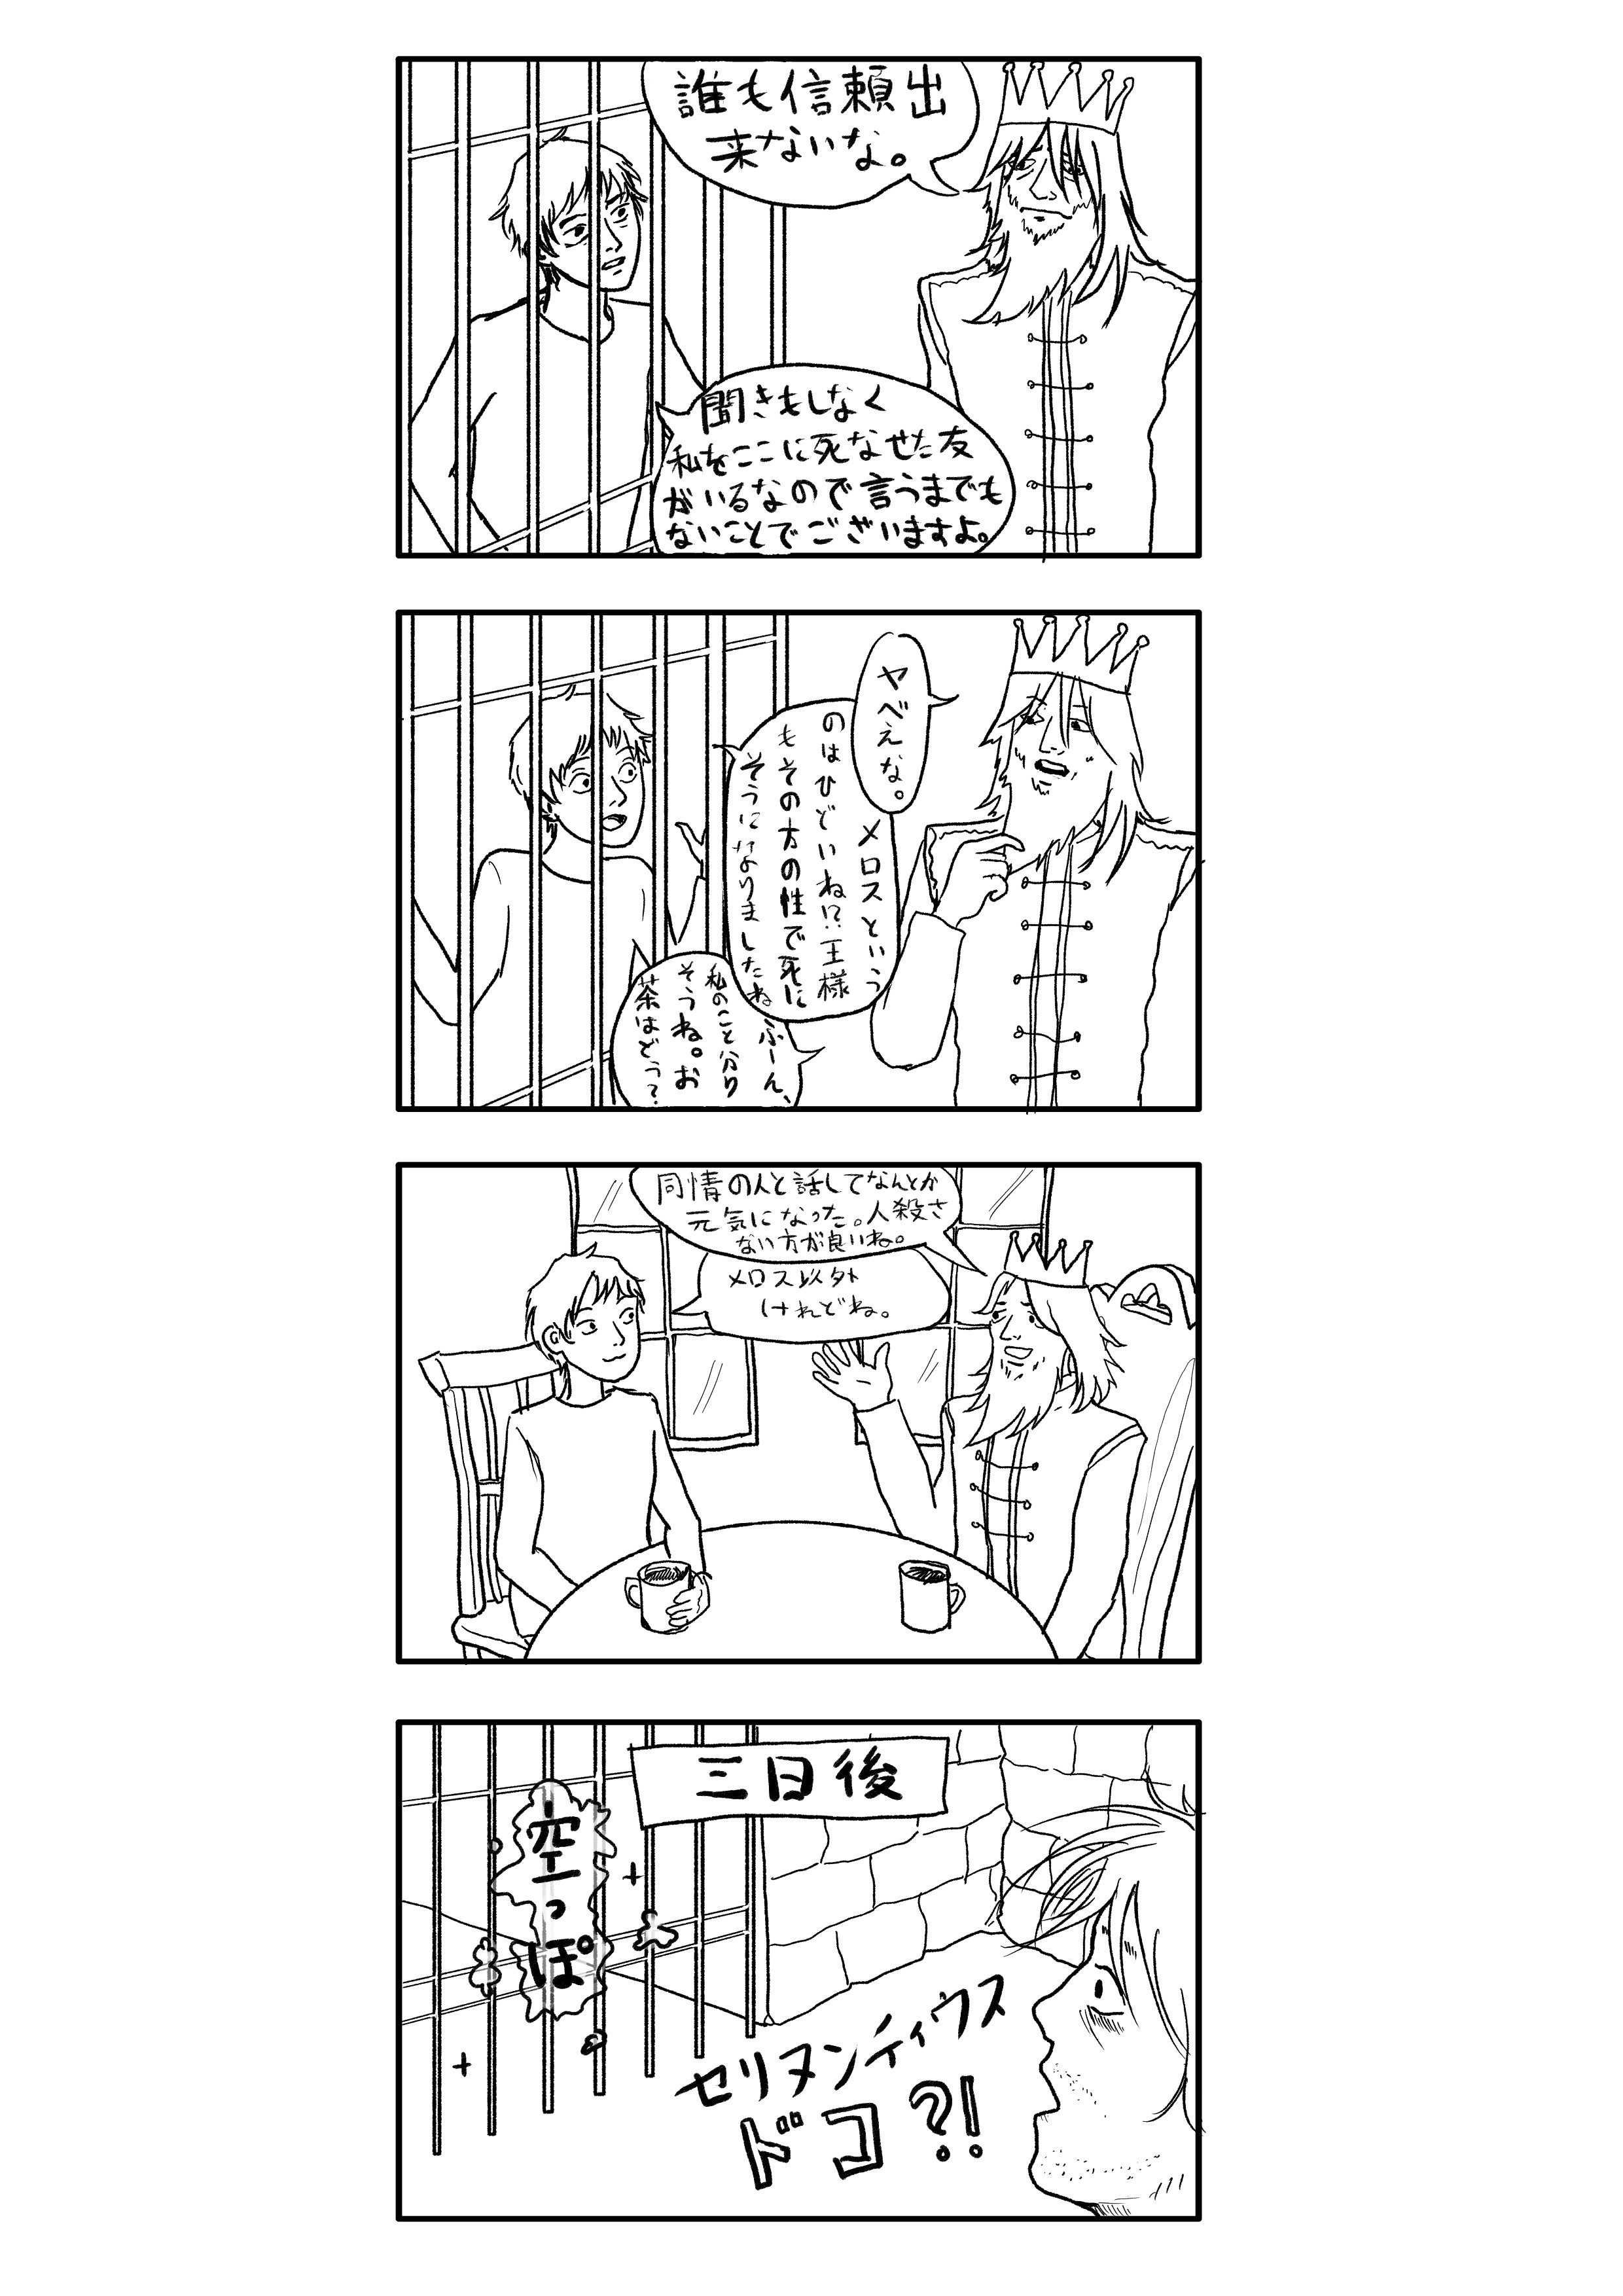 誰も信頼出
来ないな。
聞きもしなく
私をここに死なせた友
がいるなので言うまでも
ないことでございますよ。
ヤベえな。
メロスという
のはひどいね!?王様
もその方の性で死に
そうになりましたね
ふーん、
私のこと分り
そうね。お
茶はどう?
同情の人と話してなんとか
元気になった。人殺さ
ない方が良いね。
メロス以外
けれどね。
三日後
空っぽ
セリヌンティウス
ドコ?!